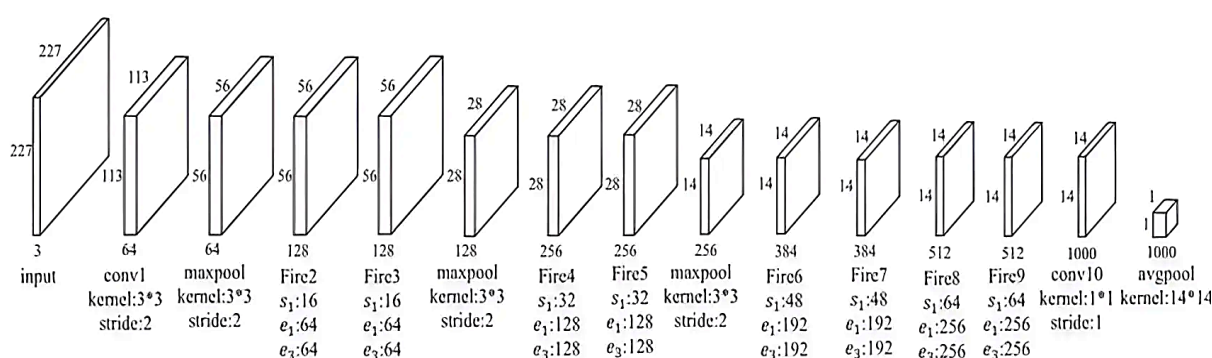 227
227
3
input
113
113
64
conv1
kernel:3*3
stride:2
56
56
64
maxpool
kernel:3*3
stride:2
56
56
128
Fire2
s₁:16
e₁:64
e₃:64
56
56
128
Fire3
s₁:16
e₁:64
e₃:64
28
28
128
maxpool
kernel:3*3
stride:2
28
28
256
Fire4
s₁:32
e₁:128
e₃:128
28
28
256
Fire5
s₁:32
e₁:128
e₃:128
14
14
256
maxpool
kernel:3*3
stride:2
14
14
384
Fire6
s₁:48
e₁:192
e₃:192
14
14
384
Fire7
s₁:48
e₁:192
e₃:192
14
14
512
Fire8
s₁:64
e₁:256
e₃:256
14
14
512
Fire9
s₁:64
e₁:256
e₃:256
14
14
1000
conv10
kernel:1*1
stride:1
1
1
1000
avgpool
kernel:14*14